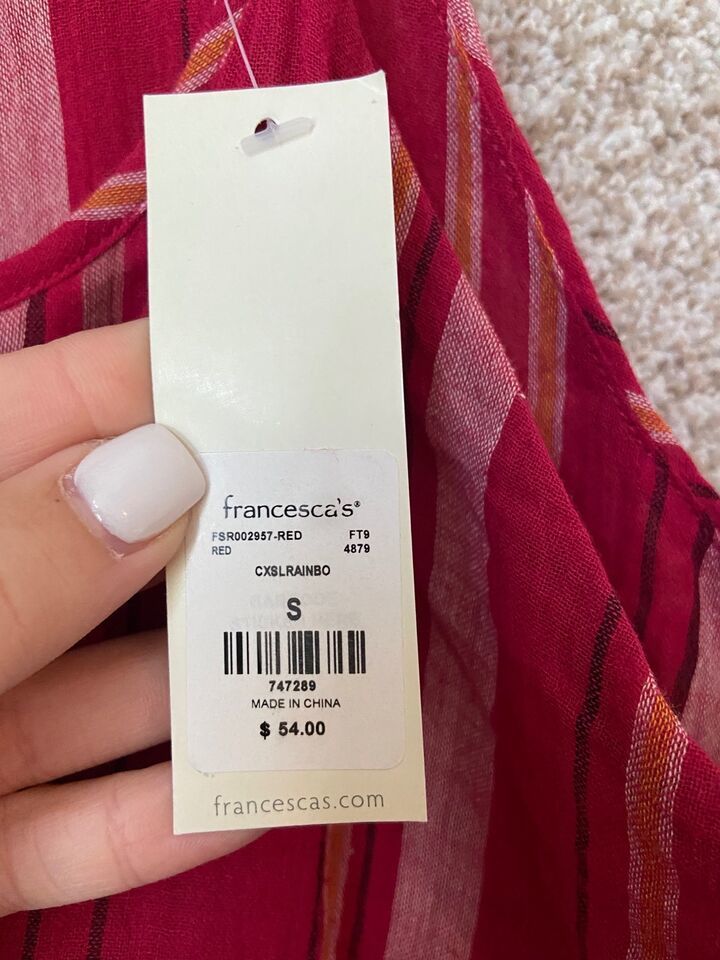 francesca's®
FSR002957-RED FT9
RED 4879
CXSLRAINBO
S
747289
MADE IN CHINA
$ 54.00
francescas.com